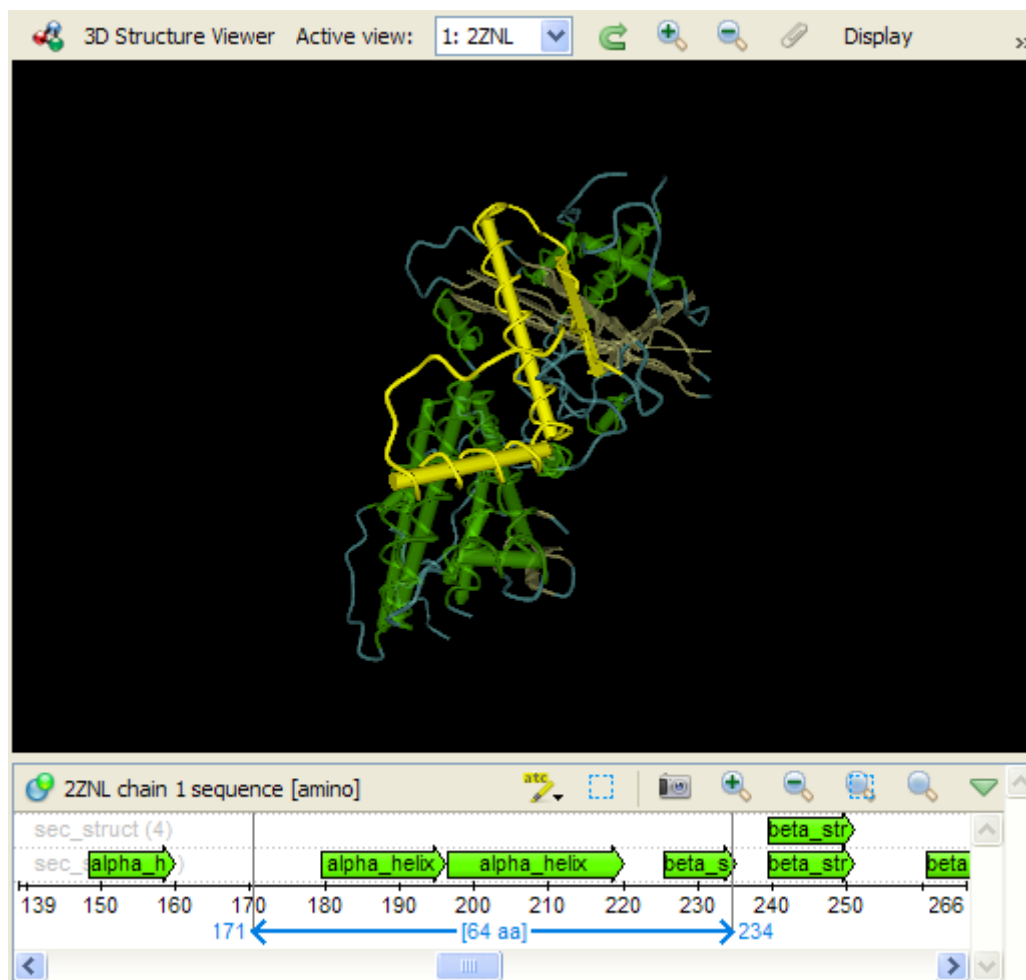 3D Structure Viewer Active view: 1: 2ZNL Display »
2ZNL chain 1 sequence [amino] atc
sec_struct (4) beta_str
alpha_h alpha_helix alpha_helix beta_s beta_str beta
139 150 160 170 180 190 200 210 220 230 240 250 266
171 [64 aa] 234